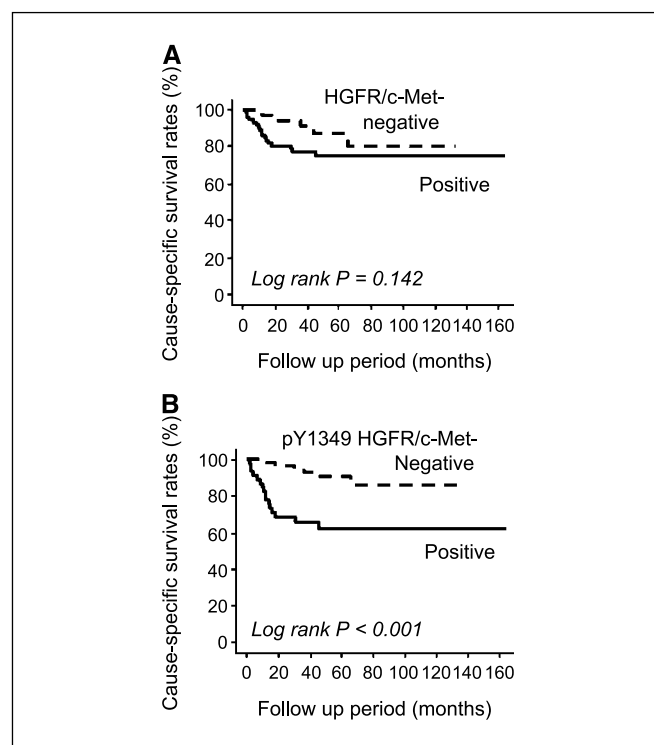 A
Cause-specific survival rates (%)
100
80
60
40
20
0
HGFR/c-Met-
negative
Positive
Log rank P = 0.142
0 20 40 60 80 100 120 140 160
Follow up period (months)
B
Cause-specific survival rates (%)
100
80
60
40
20
0
pY1349 HGFR/c-Met-
Negative
Positive
Log rank P < 0.001
0 20 40 60 80 100 120 140 160
Follow up period (months)